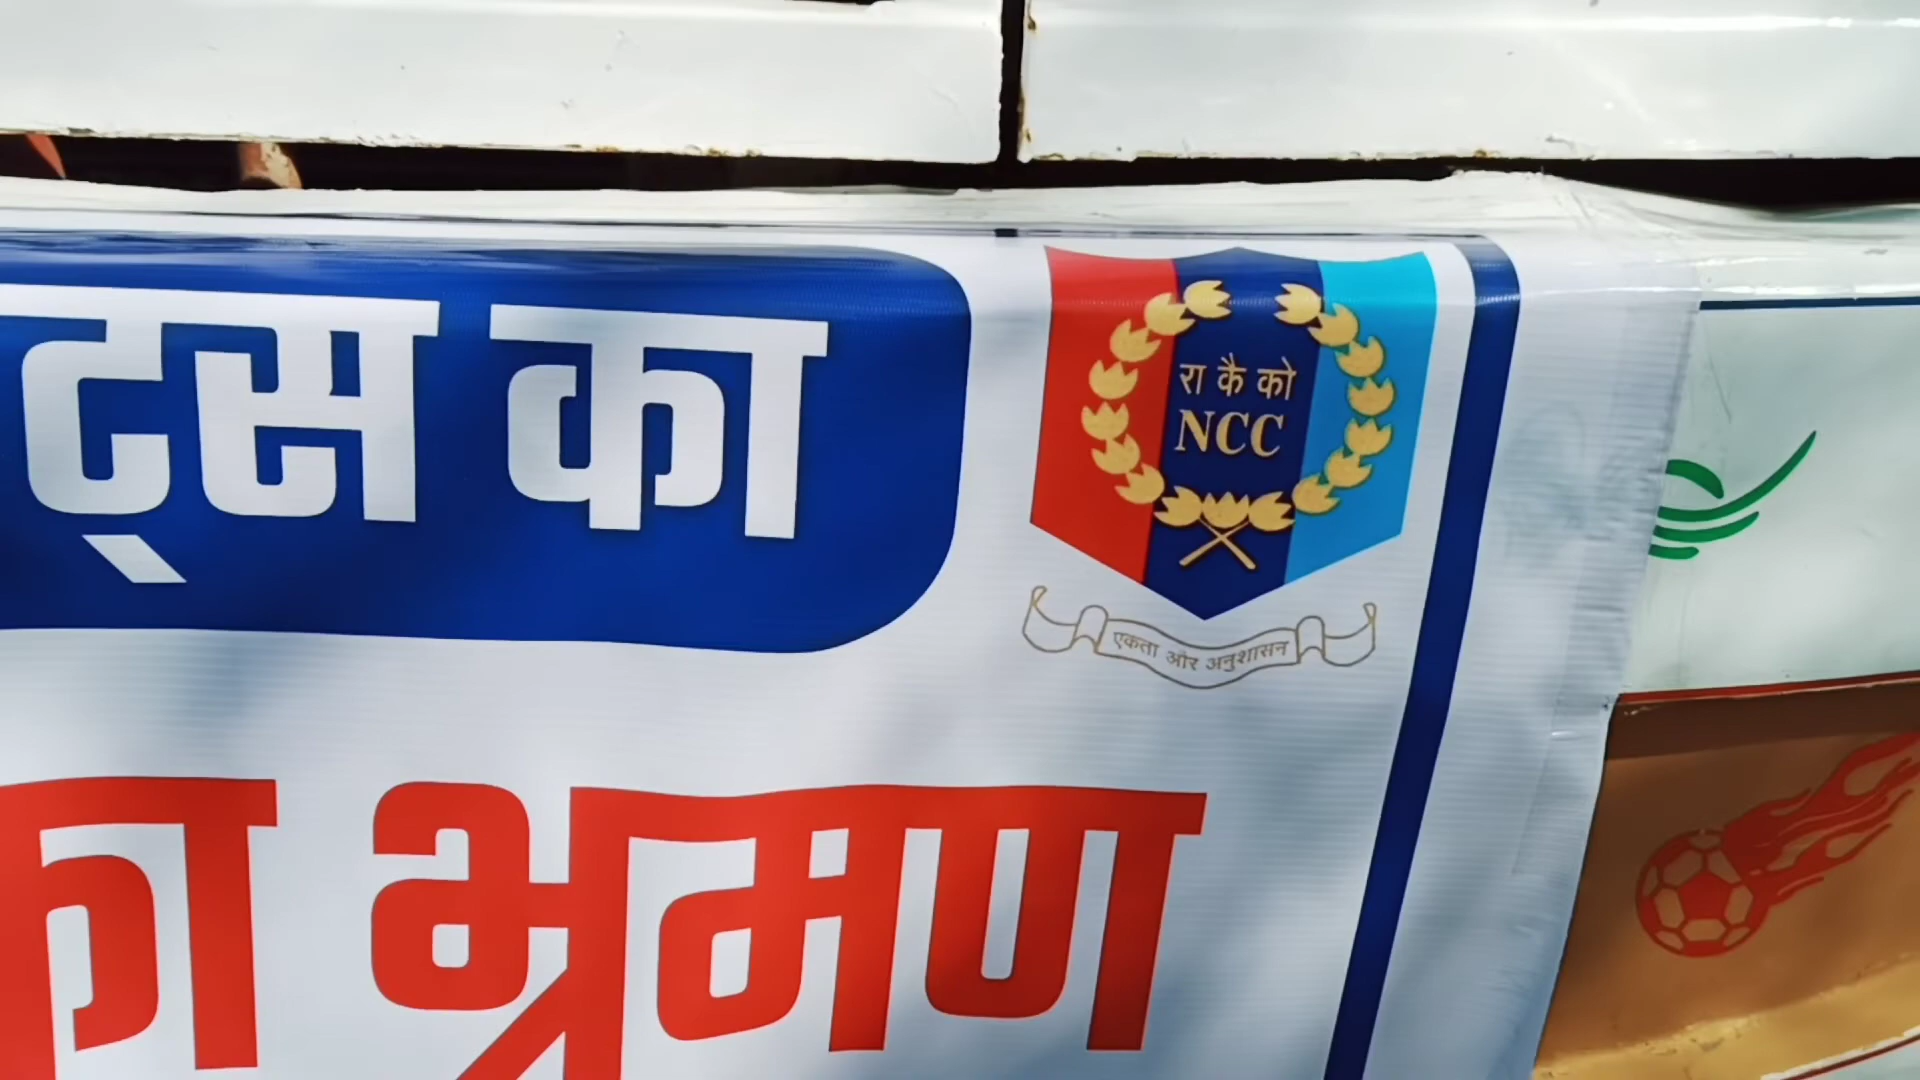 ट्स का
रा कै को
NCC
एकता और अनुशासन
का भ्रमण